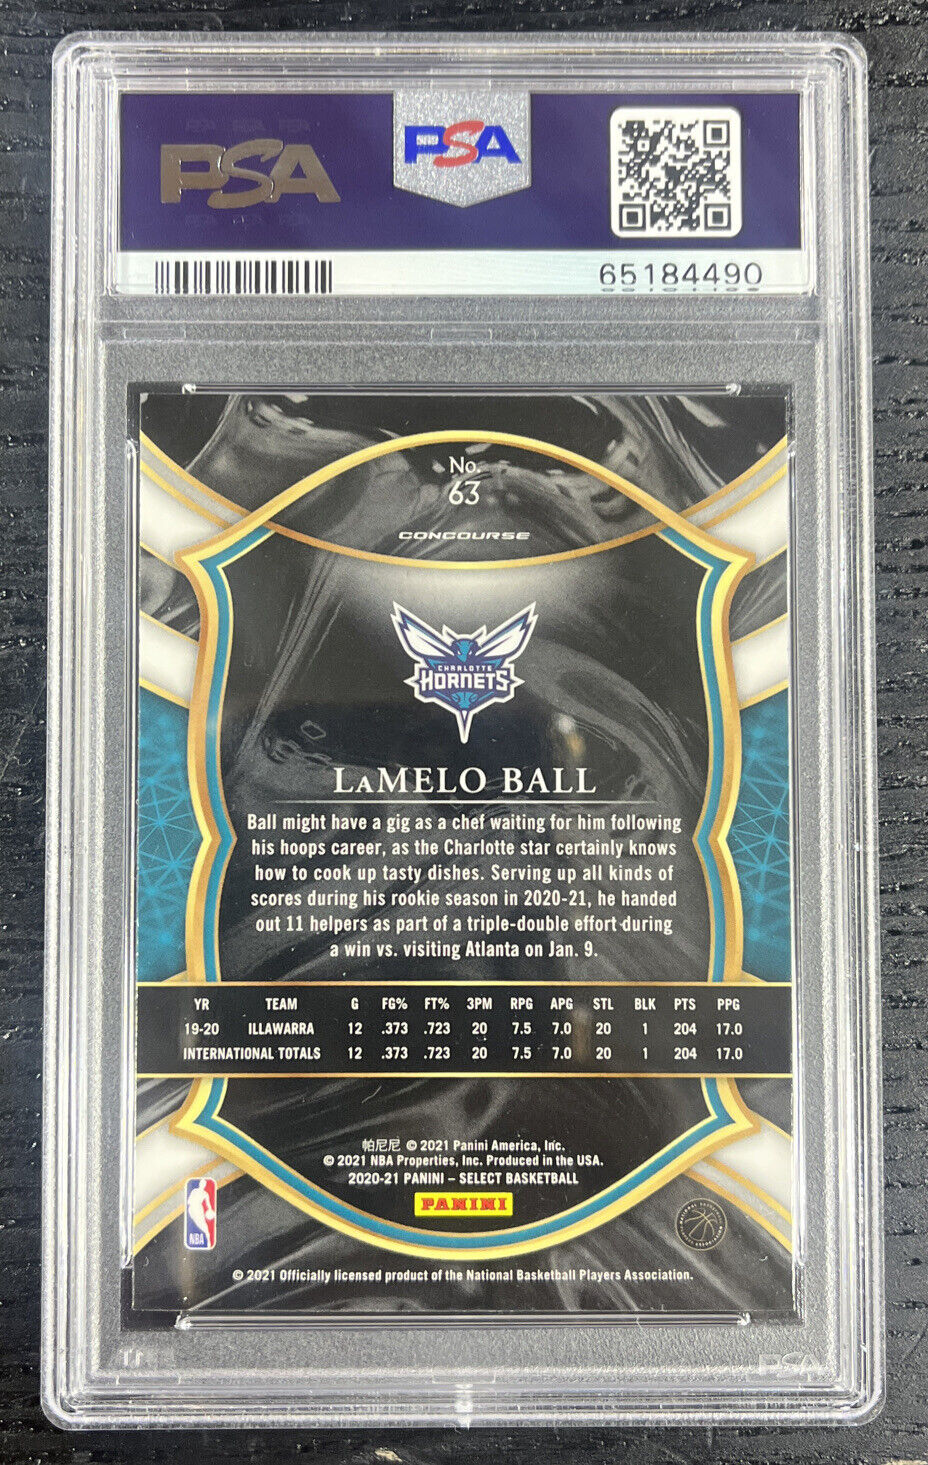 PSA
PSA
65184490
No.
63
CONCOURSE
CHARLOTTE
HORNETS
LAMELO BALL
Ball might have a gig as a chef waiting for him following
his hoops career, as the Charlotte star certainly knows
how to cook up tasty dishes. Serving up all kinds of
scores during his rookie season in 2020-21, he handed
out 11 helpers as part of a triple-double effort during
a win vs. visiting Atlanta on Jan. 9.
YR TEAM G FG% FT% 3PM RPG APG STL BLK PTS PPG
19-20 ILLAWARRA 12 .373 .723 20 7.5 7.0 20 1 204 17.0
INTERNATIONAL TOTALS 12 .373 .723 20 7.5 7.0 20 1 204 17.0
帕尼尼 © 2021 Panini America, Inc.
© 2021 NBA Properties, Inc. Produced in the USA.
2020-21 PANINI – SELECT BASKETBALL
PANINI
NBA
© 2021 Officially licensed product of the National Basketball Players Association.
PSA